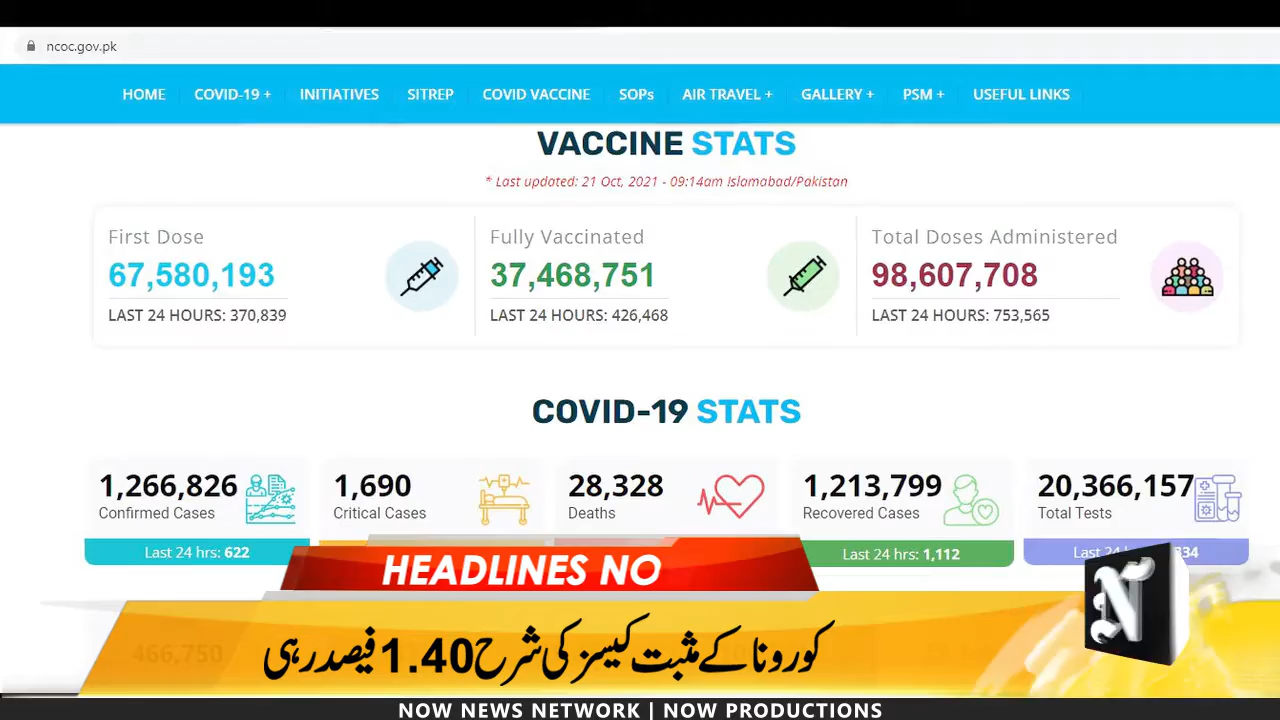 ncoc.gov.pk
HOME COVID-19 + INITIATIVES SITREP COVID VACCINE SOPs AIR TRAVEL + GALLERY + PSM + USEFUL LINKS
VACCINE STATS
* Last updated: 21 Oct, 2021 - 09:14am Islamabad/Pakistan
First Dose
67,580,193
LAST 24 HOURS: 370,839
Fully Vaccinated
37,468,751
LAST 24 HOURS: 426,468
Total Doses Administered
98,607,708
LAST 24 HOURS: 753,565
COVID-19 STATS
1,266,826
Confirmed Cases
Last 24 hrs: 622
1,690
Critical Cases
28,328
Deaths
1,213,799
Recovered Cases
Last 24 hrs: 1,112
20,366,157
Total Tests
HEADLINES NO
کورونا کے مثبت کیسز کی شرح 1.40 فیصد رہی
466,750
N
NOW NEWS NETWORK | NOW PRODUCTIONS